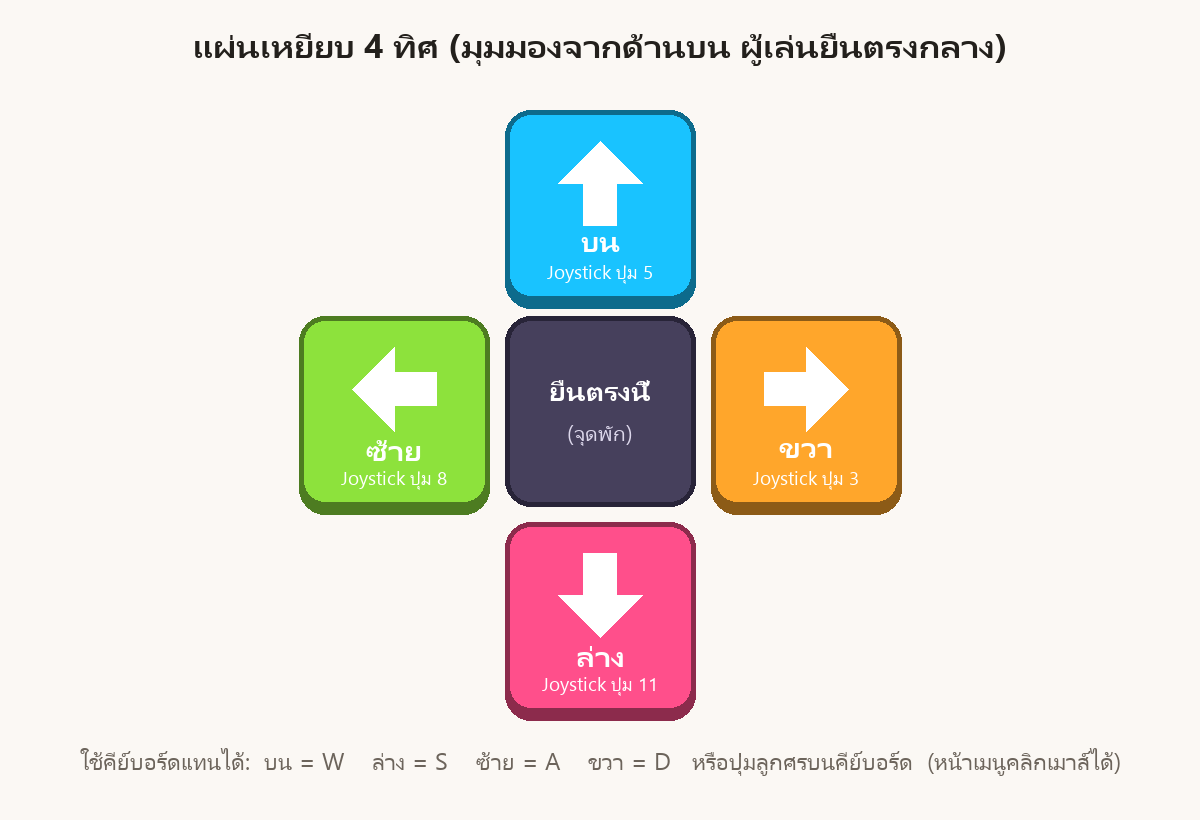 แผ่นเหยียบ 4 ทิศ (มุมมองจากด้านบน ผู้เล่นยืนตรงกลาง)
บน
Joystick ปุ่ม 5
ซ้าย
Joystick ปุ่ม 8
ยืนตรงนี้
(จุดพัก)
ขวา
Joystick ปุ่ม 3
ล่าง
Joystick ปุ่ม 11
ใช้คีย์บอร์ดแทนได้: บน = W ล่าง = S ซ้าย = A ขวา = D หรือปุ่มลูกศรบนคีย์บอร์ด (หน้าเมนูคลิกเมาส์ได้)